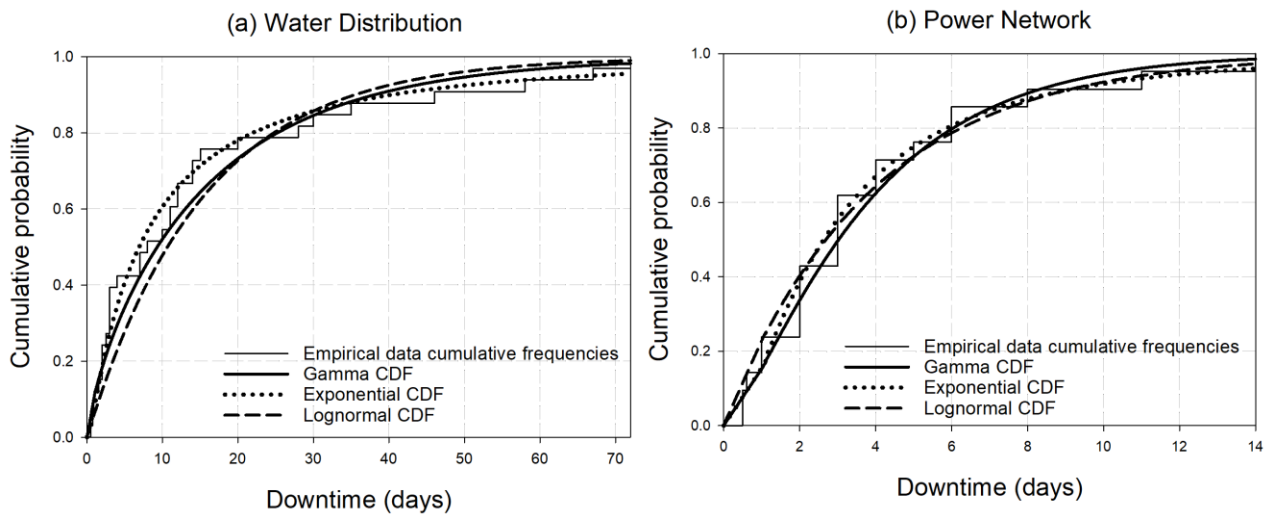 (a) Water Distribution
Cumulative probability
1.0
0.8
0.6
0.4
0.2
0.0
Empirical data cumulative frequencies
Gamma CDF
Exponential CDF
Lognormal CDF
0 10 20 30 40 50 60 70
Downtime (days)
(b) Power Network
Cumulative probability
1.0
0.8
0.6
0.4
0.2
0.0
Empirical data cumulative frequencies
Gamma CDF
Exponential CDF
Lognormal CDF
0 2 4 6 8 10 12 14
Downtime (days)